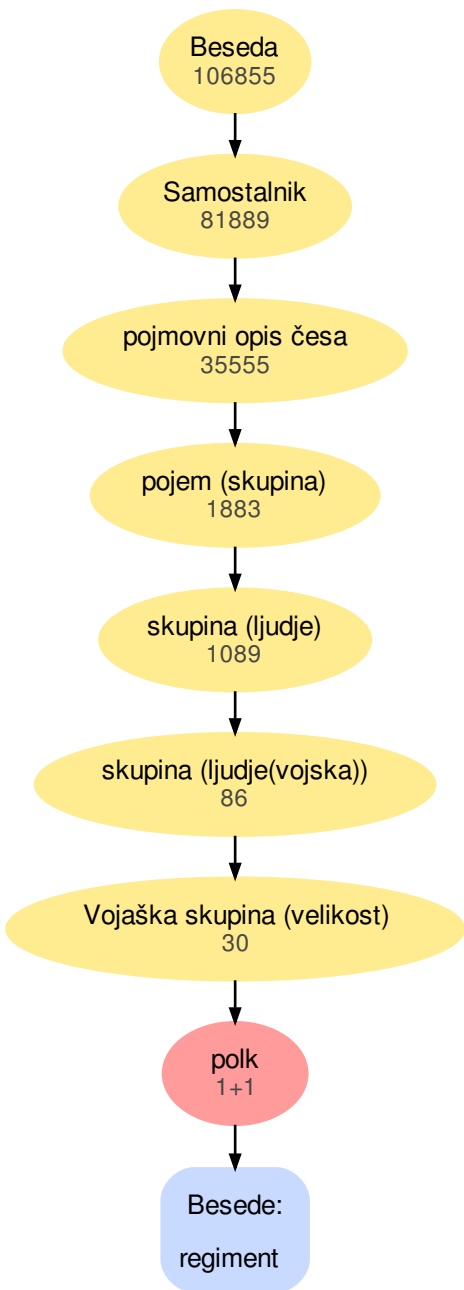 Beseda
106855
Samostalnik
81889
pojmovni opis česa
35555
pojem (skupina)
1883
skupina (ljudje)
1089
skupina (ljudje(vojska))
86
Vojaška skupina (velikost)
30
polk
1+1
Besede:
regiment